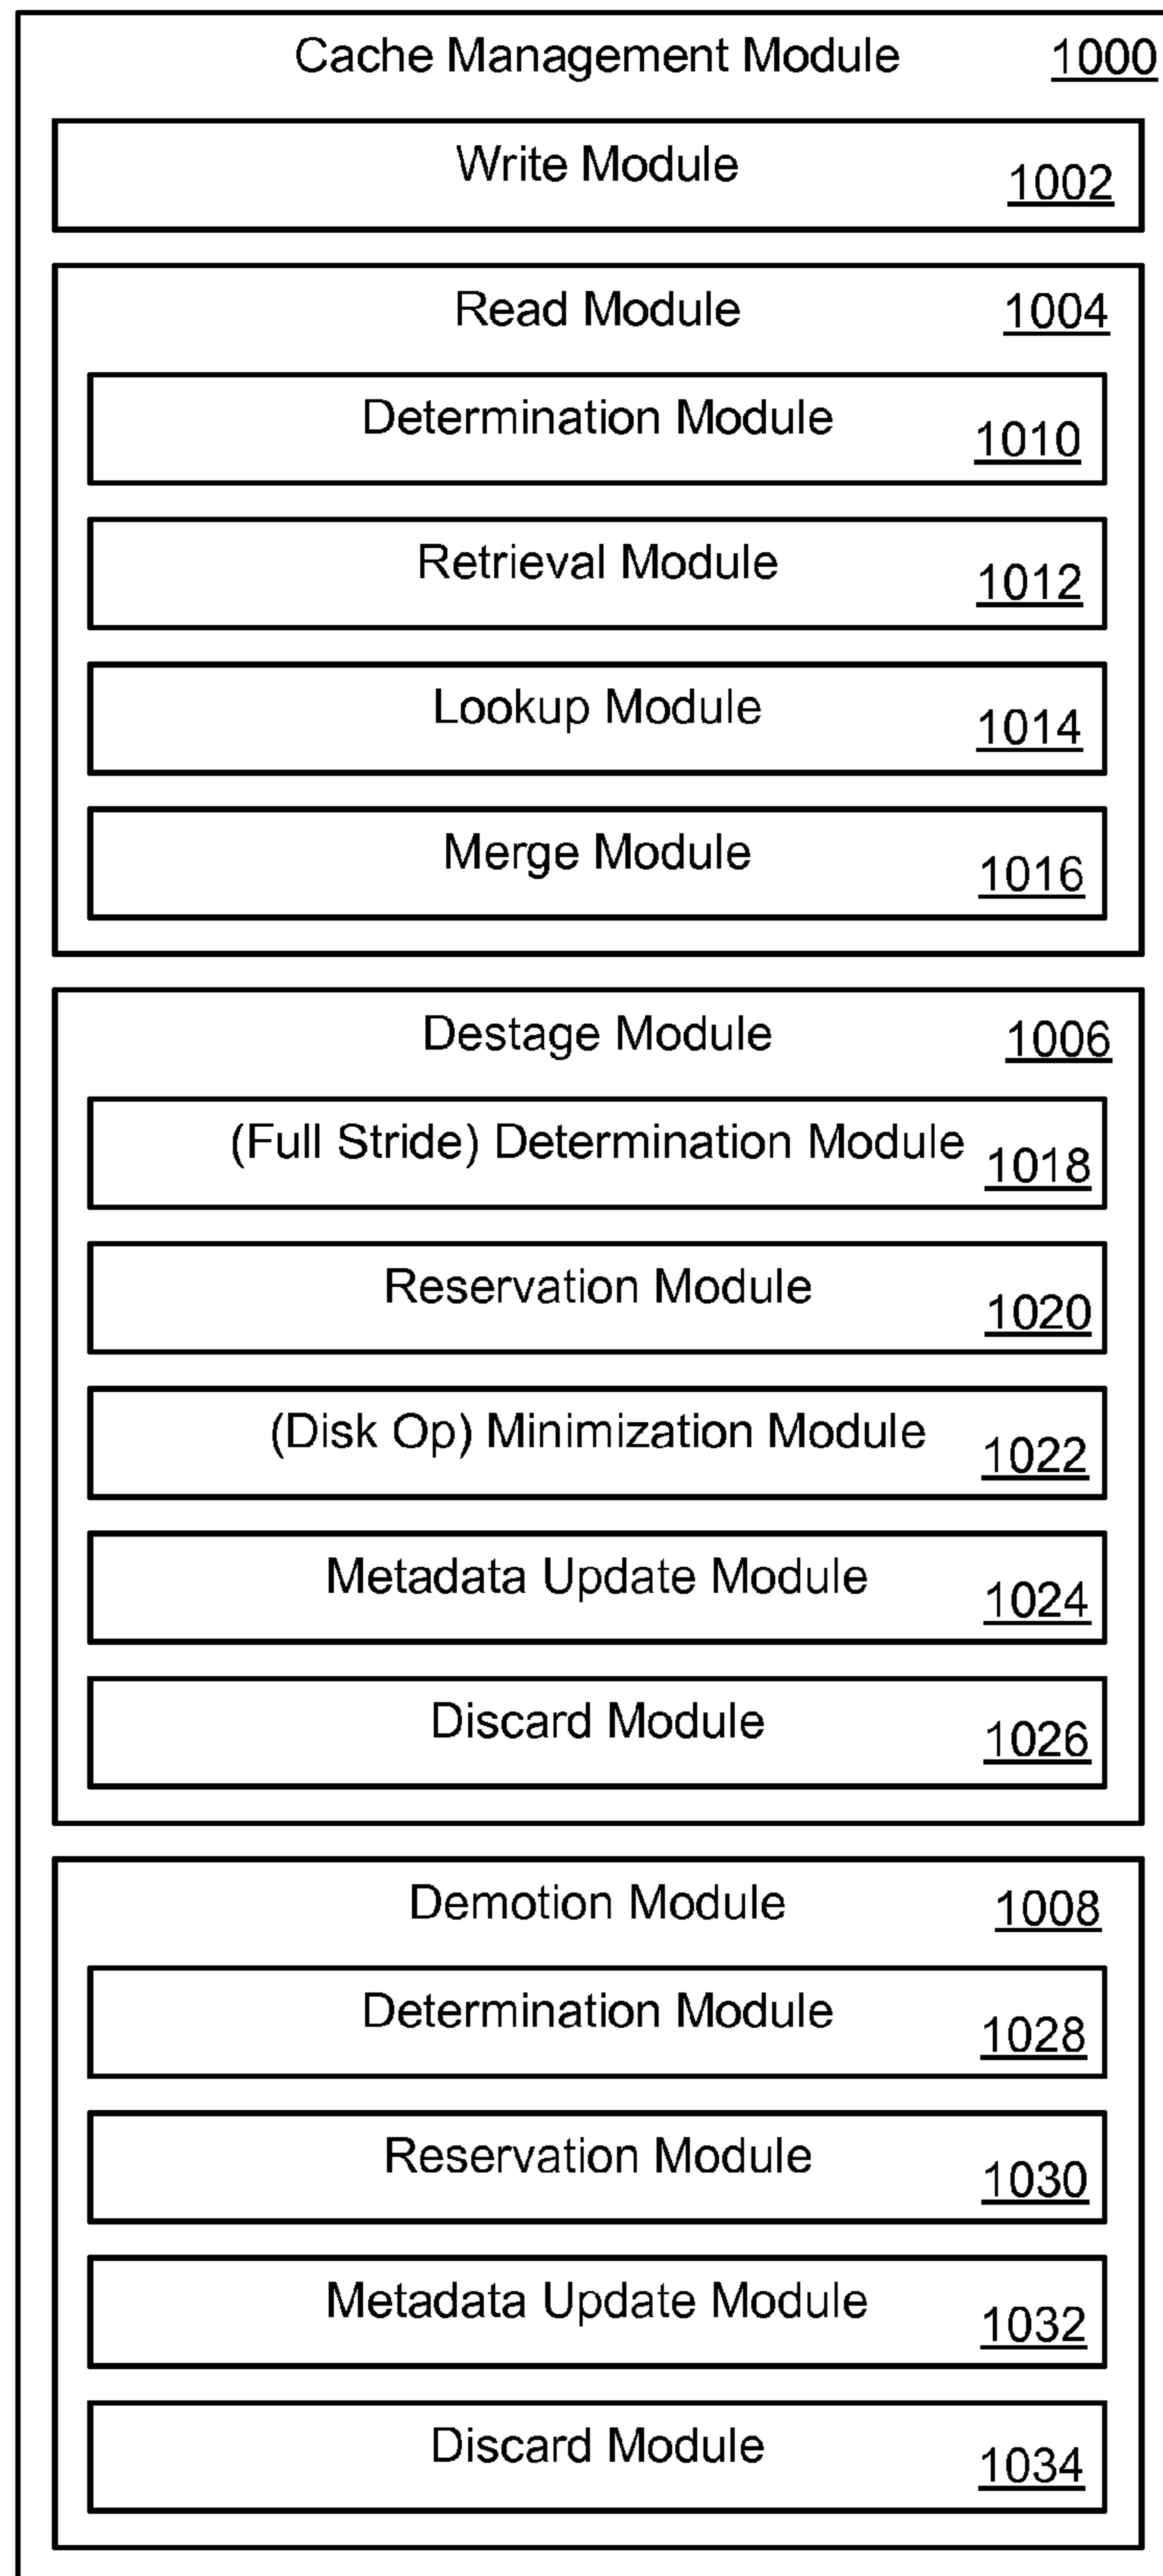 Cache Management Module 1000
Write Module 1002
Read Module 1004
Determination Module 1010
Retrieval Module 1012
Lookup Module 1014
Merge Module 1016
Destage Module 1006
(Full Stride) Determination Module 1018
Reservation Module 1020
(Disk Op) Minimization Module 1022
Metadata Update Module 1024
Discard Module 1026
Demotion Module 1008
Determination Module 1028
Reservation Module 1030
Metadata Update Module 1032
Discard Module 1034